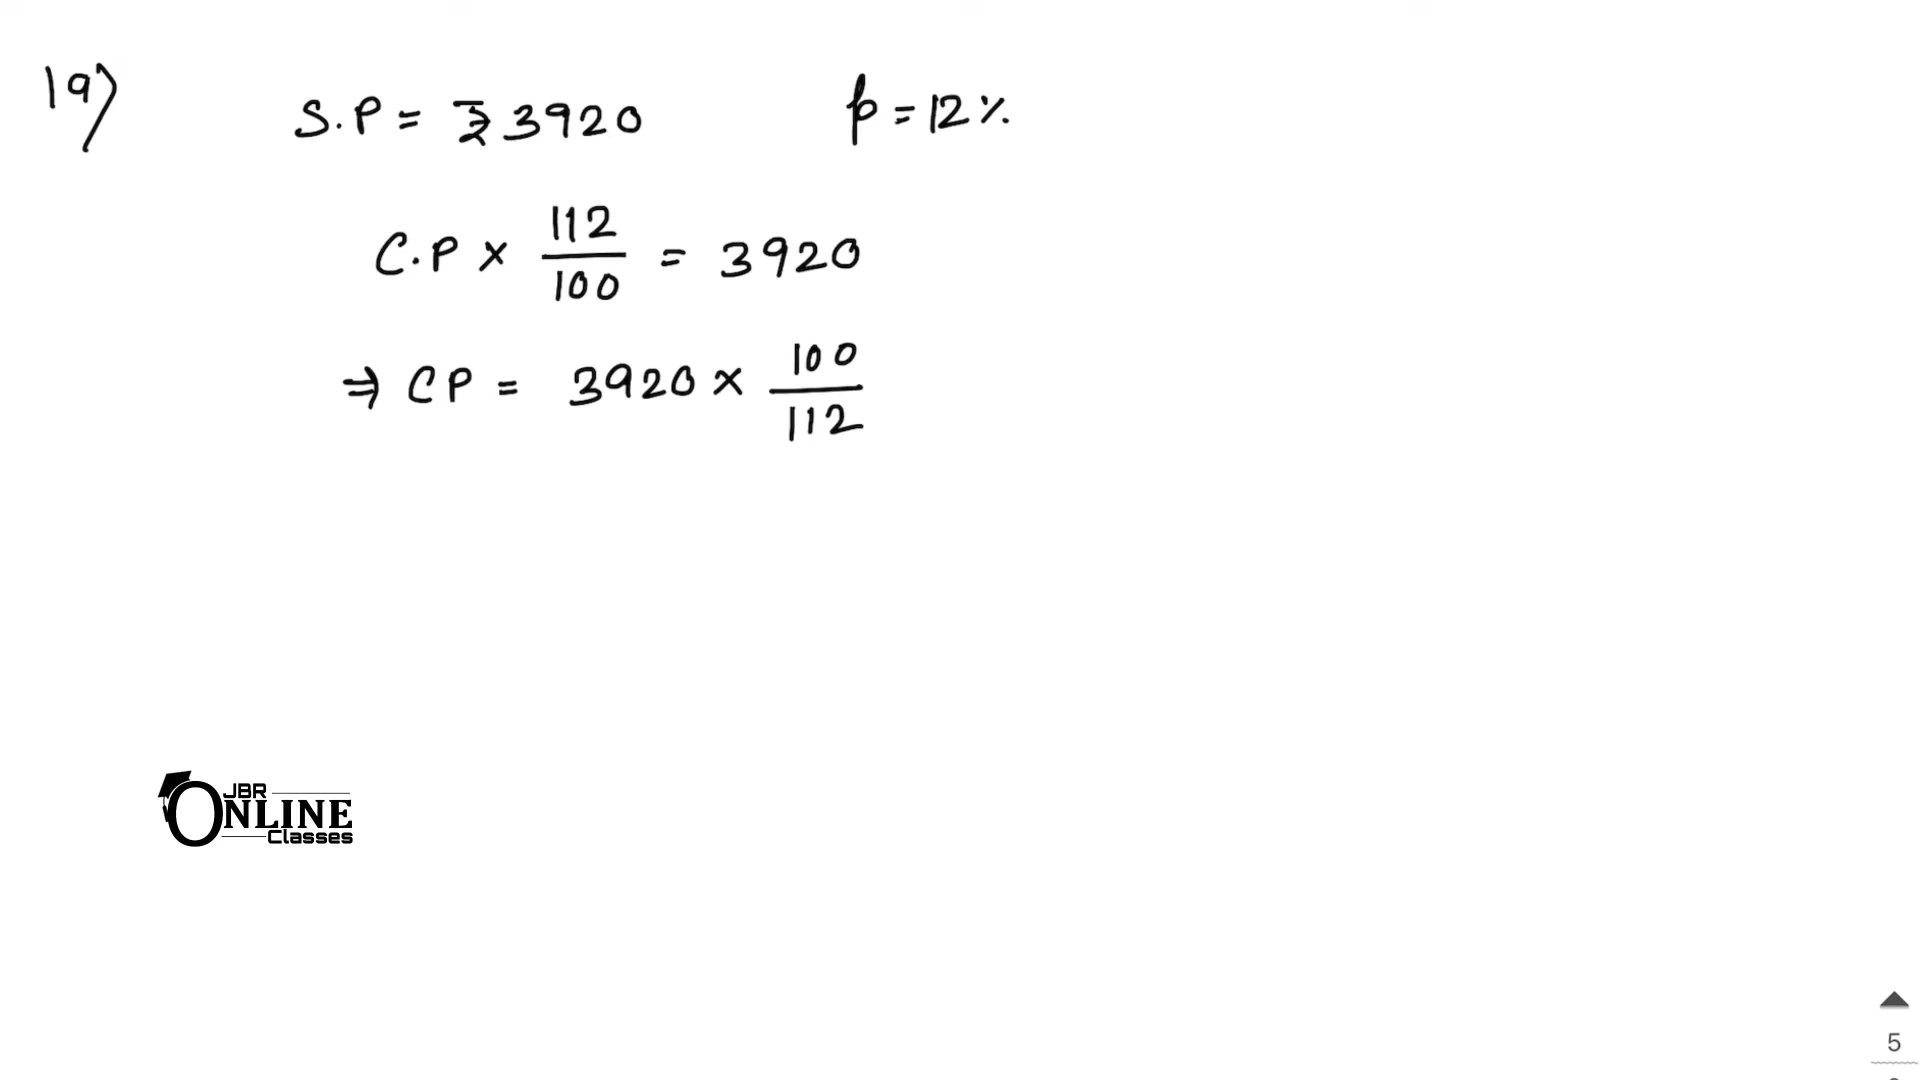 19)
S.P = ₹3920 p = 12%
C.P × 112/100 = 3920
⇒ CP = 3920 × 100/112
JBR
ONLINE
Classes
5